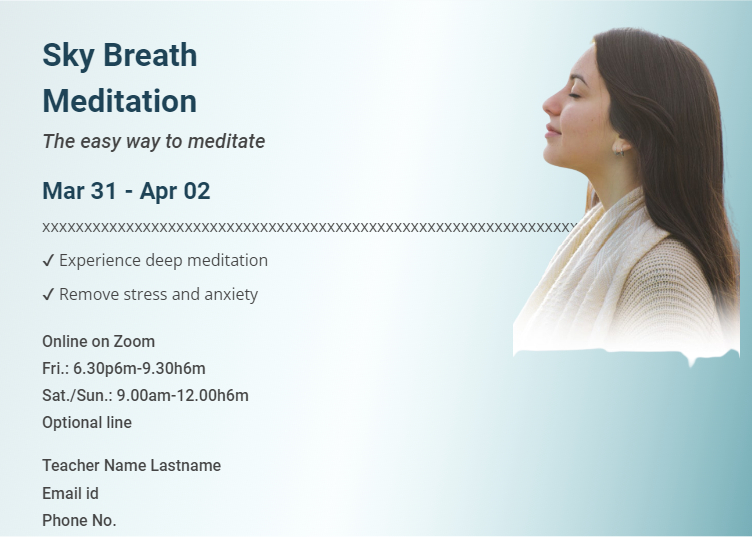 Sky Breath
Meditation
The easy way to meditate
Mar 31 - Apr 02
xxxxxxxxxxxxxxxxxxxxxxxxxxxxxxxxxxxxxxxxxxxxxxxxxxxxxxxxxxxxxxxxxxxx
✓ Experience deep meditation
✓ Remove stress and anxiety
Online on Zoom
Fri.: 6.30p6m-9.30h6m
Sat./Sun.: 9.00am-12.00h6m
Optional line
Teacher Name Lastname
Email id
Phone No.